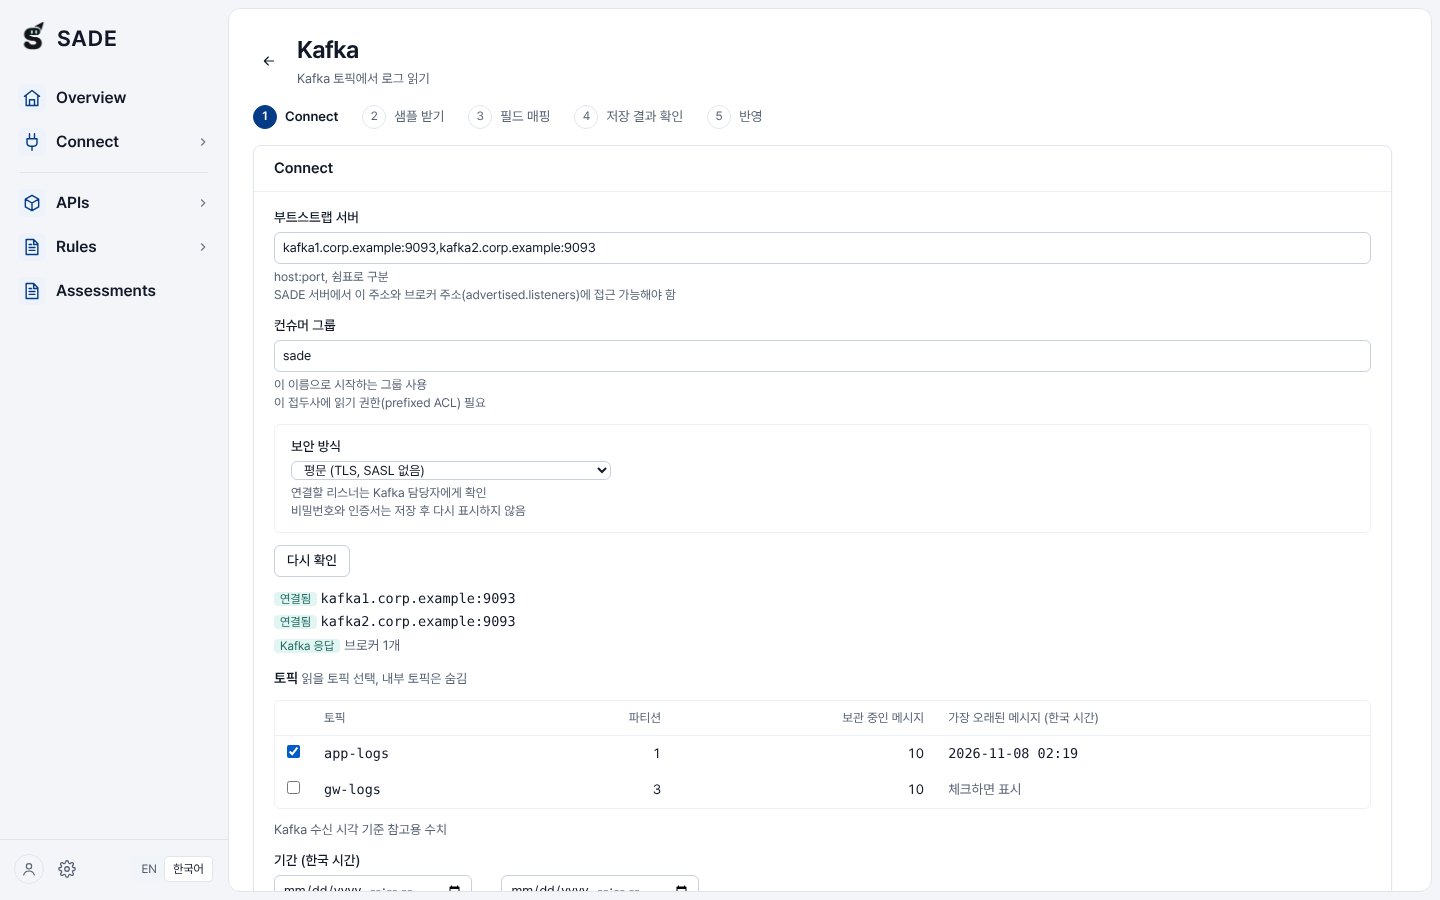 SADE
Overview
Connect
APIs
Rules
Assessments
EN
한국어
Kafka
Kafka 토픽에서 로그 읽기
1 Connect
2 샘플 받기
3 필드 매핑
4 저장 결과 확인
5 반영
Connect
부트스트랩 서버
kafka1.corp.example:9093,kafka2.corp.example:9093
host:port, 쉼표로 구분
SADE 서버에서 이 주소와 브로커 주소(advertised.listeners)에 접근 가능해야 함
컨슈머 그룹
sade
이 이름으로 시작하는 그룹 사용
이 접두사에 읽기 권한(prefixed ACL) 필요
보안 방식
평문 (TLS, SASL 없음)
연결할 리스너는 Kafka 담당자에게 확인
비밀번호와 인증서는 저장 후 다시 표시하지 않음
다시 확인
연결됨 kafka1.corp.example:9093
연결됨 kafka2.corp.example:9093
Kafka 응답 브로커 1개
토픽 읽을 토픽 선택, 내부 토픽은 숨김
토픽 파티션 보관 중인 메시지 가장 오래된 메시지 (한국 시간)
app-logs 1 10 2026-11-08 02:19
gw-logs 3 10 체크하면 표시
Kafka 수신 시각 기준 참고용 수치
기간 (한국 시간)
mm/dd/yyyy mm/dd/yyyy